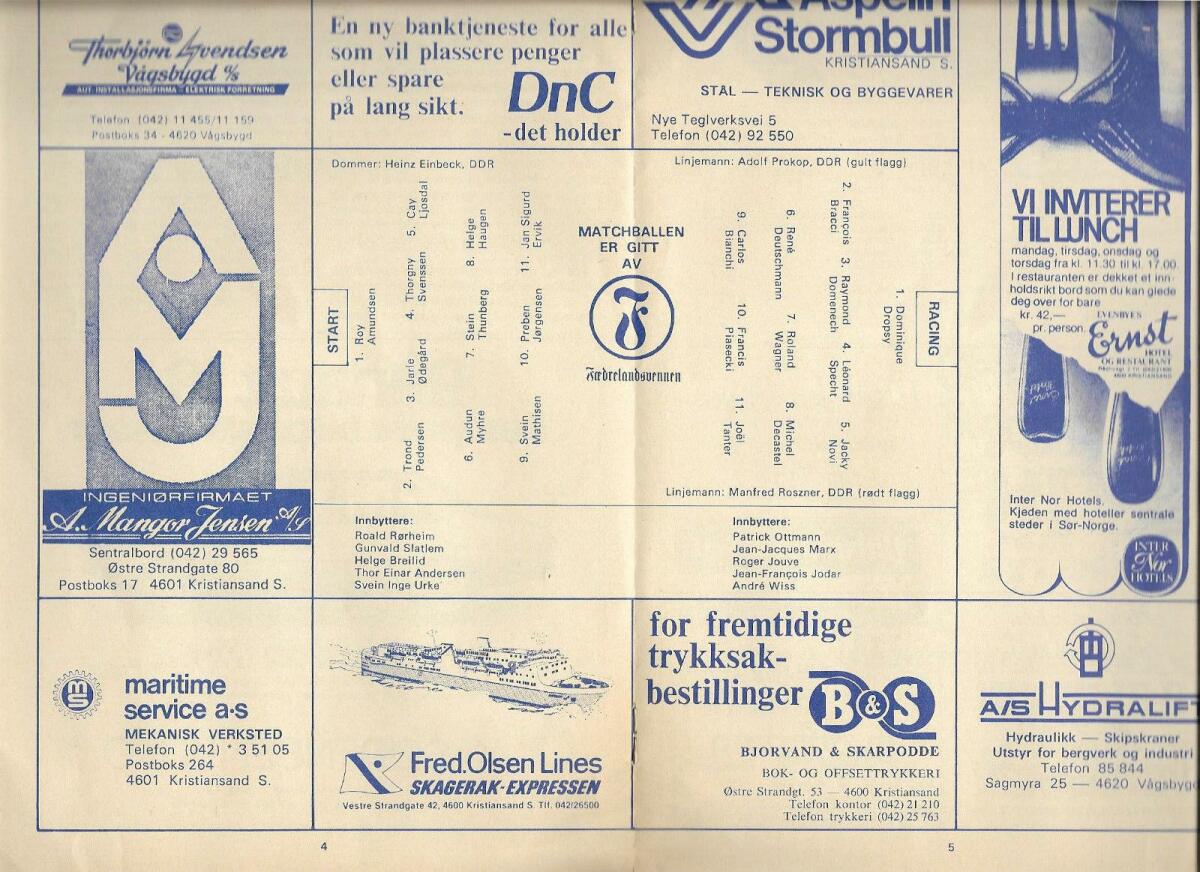 Thorbjörn Svendsen
Vågsbygd A/S
AUT. INSTALLASJONSFIRMA - ELEKTRISK FORRETNING
Telefon (042) 11 455/11 159
Postboks 34 - 4620 Vågsbygd
En ny banktjeneste for alle
som vil plassere penger
eller spare
på lang sikt.
DnC
- det holder
& Aspelin
Stormbull
KRISTIANSAND S.
STÅL — TEKNISK OG BYGGEVARER
Nye Teglverksvei 5
Telefon (042) 92 550
INGENIØRFIRMAET
A. Mangor Jensen A/S
Sentralbord (042) 29 565
Østre Strandgate 80
Postboks 17 4601 Kristiansand S.
Dommer: Heinz Einbeck, DDR
Linjemann: Adolf Prokop, DDR (gult flagg)
START
1. Roy
Amundsen
2. Trond
Pedersen
3. Jarle
Ødegård
4. Thorgny
Svenssen
5. Cay
Ljosdal
6. Audun
Myhre
7. Stein
Thunberg
8. Helge
Haugen
9. Svein
Mathisen
10. Preben
Jørgensen
11. Jan Sigurd
Ervik
MATCHBALLEN
ER GITT
AV
F
Fædrelandsvennen
9. Carlos
Bianchi
10. Francis
Piasecki
11. Joël
Tanter
6. René
Deutschmann
7. Roland
Wagner
8. Michel
Decastel
2. François
Bracci
3. Raymond
Domenech
4. Léonard
Specht
5. Jacky
Novi
1. Dominique
Dropsy
RACING
Linjemann: Manfred Roszner, DDR (rødt flagg)
Innbyttere:
Roald Rørheim
Gunvald Slatlem
Helge Breilid
Thor Einar Andersen
Svein Inge Urke
Innbyttere:
Patrick Ottmann
Jean-Jacques Marx
Roger Jouve
Jean-François Jodar
André Wiss
VI INVITERER
TIL LUNCH
mandag, tirsdag, onsdag og
torsdag fra kl. 11.30 til kl. 17.00.
I restauranten er dekket et inn-
holdsrikt bord som du kan glede
deg over for bare
kr. 42,—
pr. person.
EVENBYE'S
Ernst
HOTEL
OG RESTAURANT
Inter Nor Hotels.
Kjeden med hoteller sentrale
steder i Sør-Norge.
INTER
Nor
HOTELS
ms
maritime
service a·s
MEKANISK VERKSTED
Telefon (042) * 3 51 05
Postboks 264
4601 Kristiansand S.
Fred. Olsen Lines
SKAGERAK-EXPRESSEN
Vestre Strandgate 42, 4600 Kristiansand S. Tlf. 042/26500
for fremtidige
trykksak-
bestillinger
B&S
BJORVAND & SKARPODDE
BOK- OG OFFSETTRYKKERI
Østre Strandgt. 53 — 4600 Kristiansand
Telefon kontor (042) 21 210
Telefon trykkeri (042) 25 763
A/S HYDRALIFT
Hydraulikk — Skipskraner
Utstyr for bergverk og industri
Telefon 85 844
Sagmyra 25 — 4620 Vågsbygd
4
5